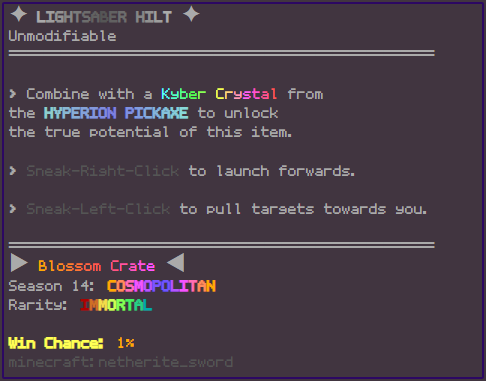 ✦ LIGHTSABER HILT ✦
Unmodifiable
> Combine with a Kyber Crystal from
the HYPERION PICKAXE to unlock
the true potential of this item.
> Sneak-Right-Click to launch forwards.
> Sneak-Left-Click to pull targets towards you.
▶ Blossom Crate ◀
Season 14: COSMOPOLITAN
Rarity: IMMORTAL
Win Chance: 1%
minecraft:netherite_sword